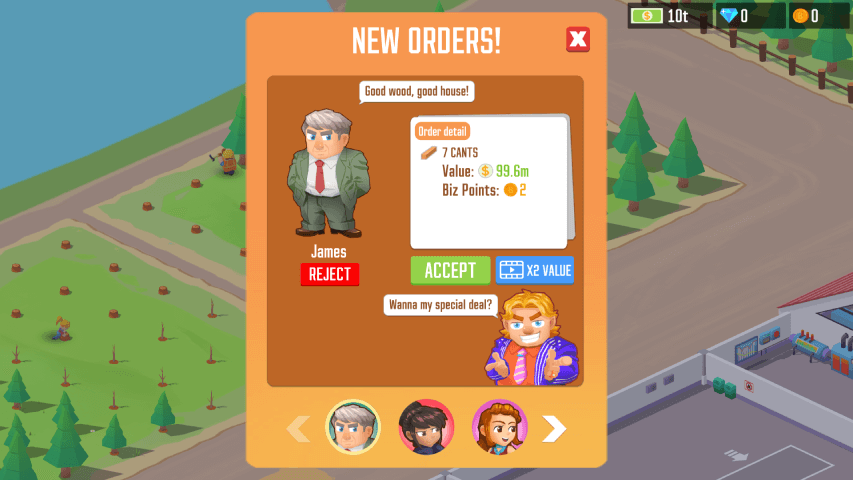 10t
0
0
NEW ORDERS!
X
Good wood, good house!
Order detail
7 CANTS
Value: $ 99.6m
Biz Points: 2
James
REJECT
ACCEPT
X2 VALUE
Wanna my special deal?